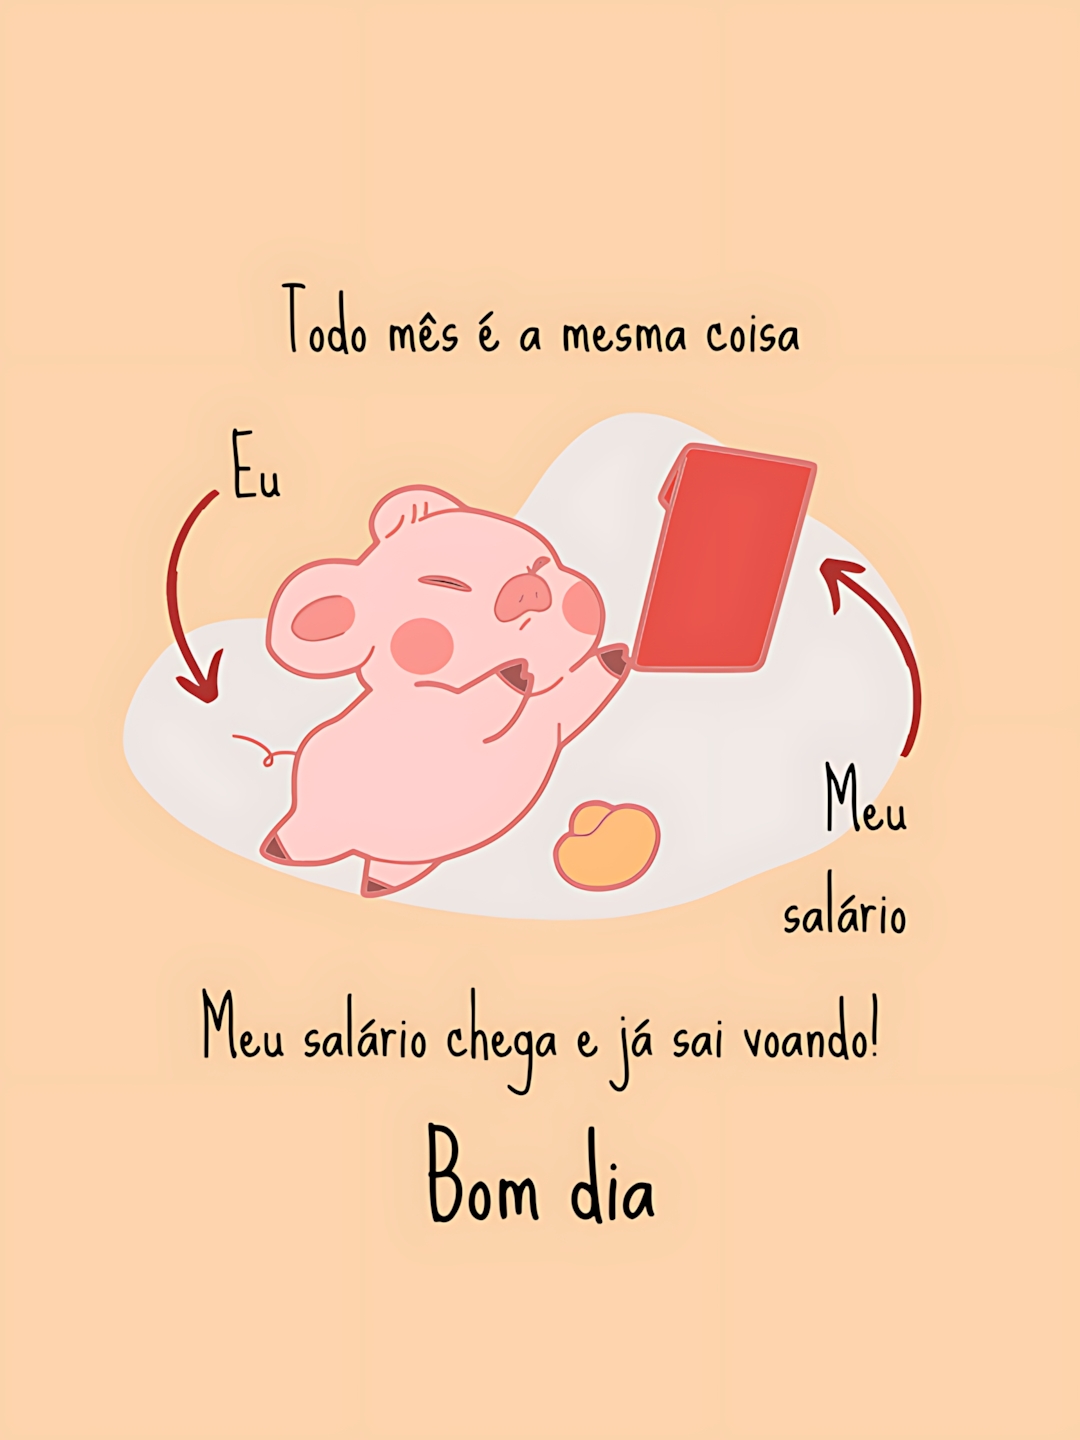 Todo mês é a mesma coisa
Eu
Meu
salário
Meu salário chega e já sai voando!
Bom dia